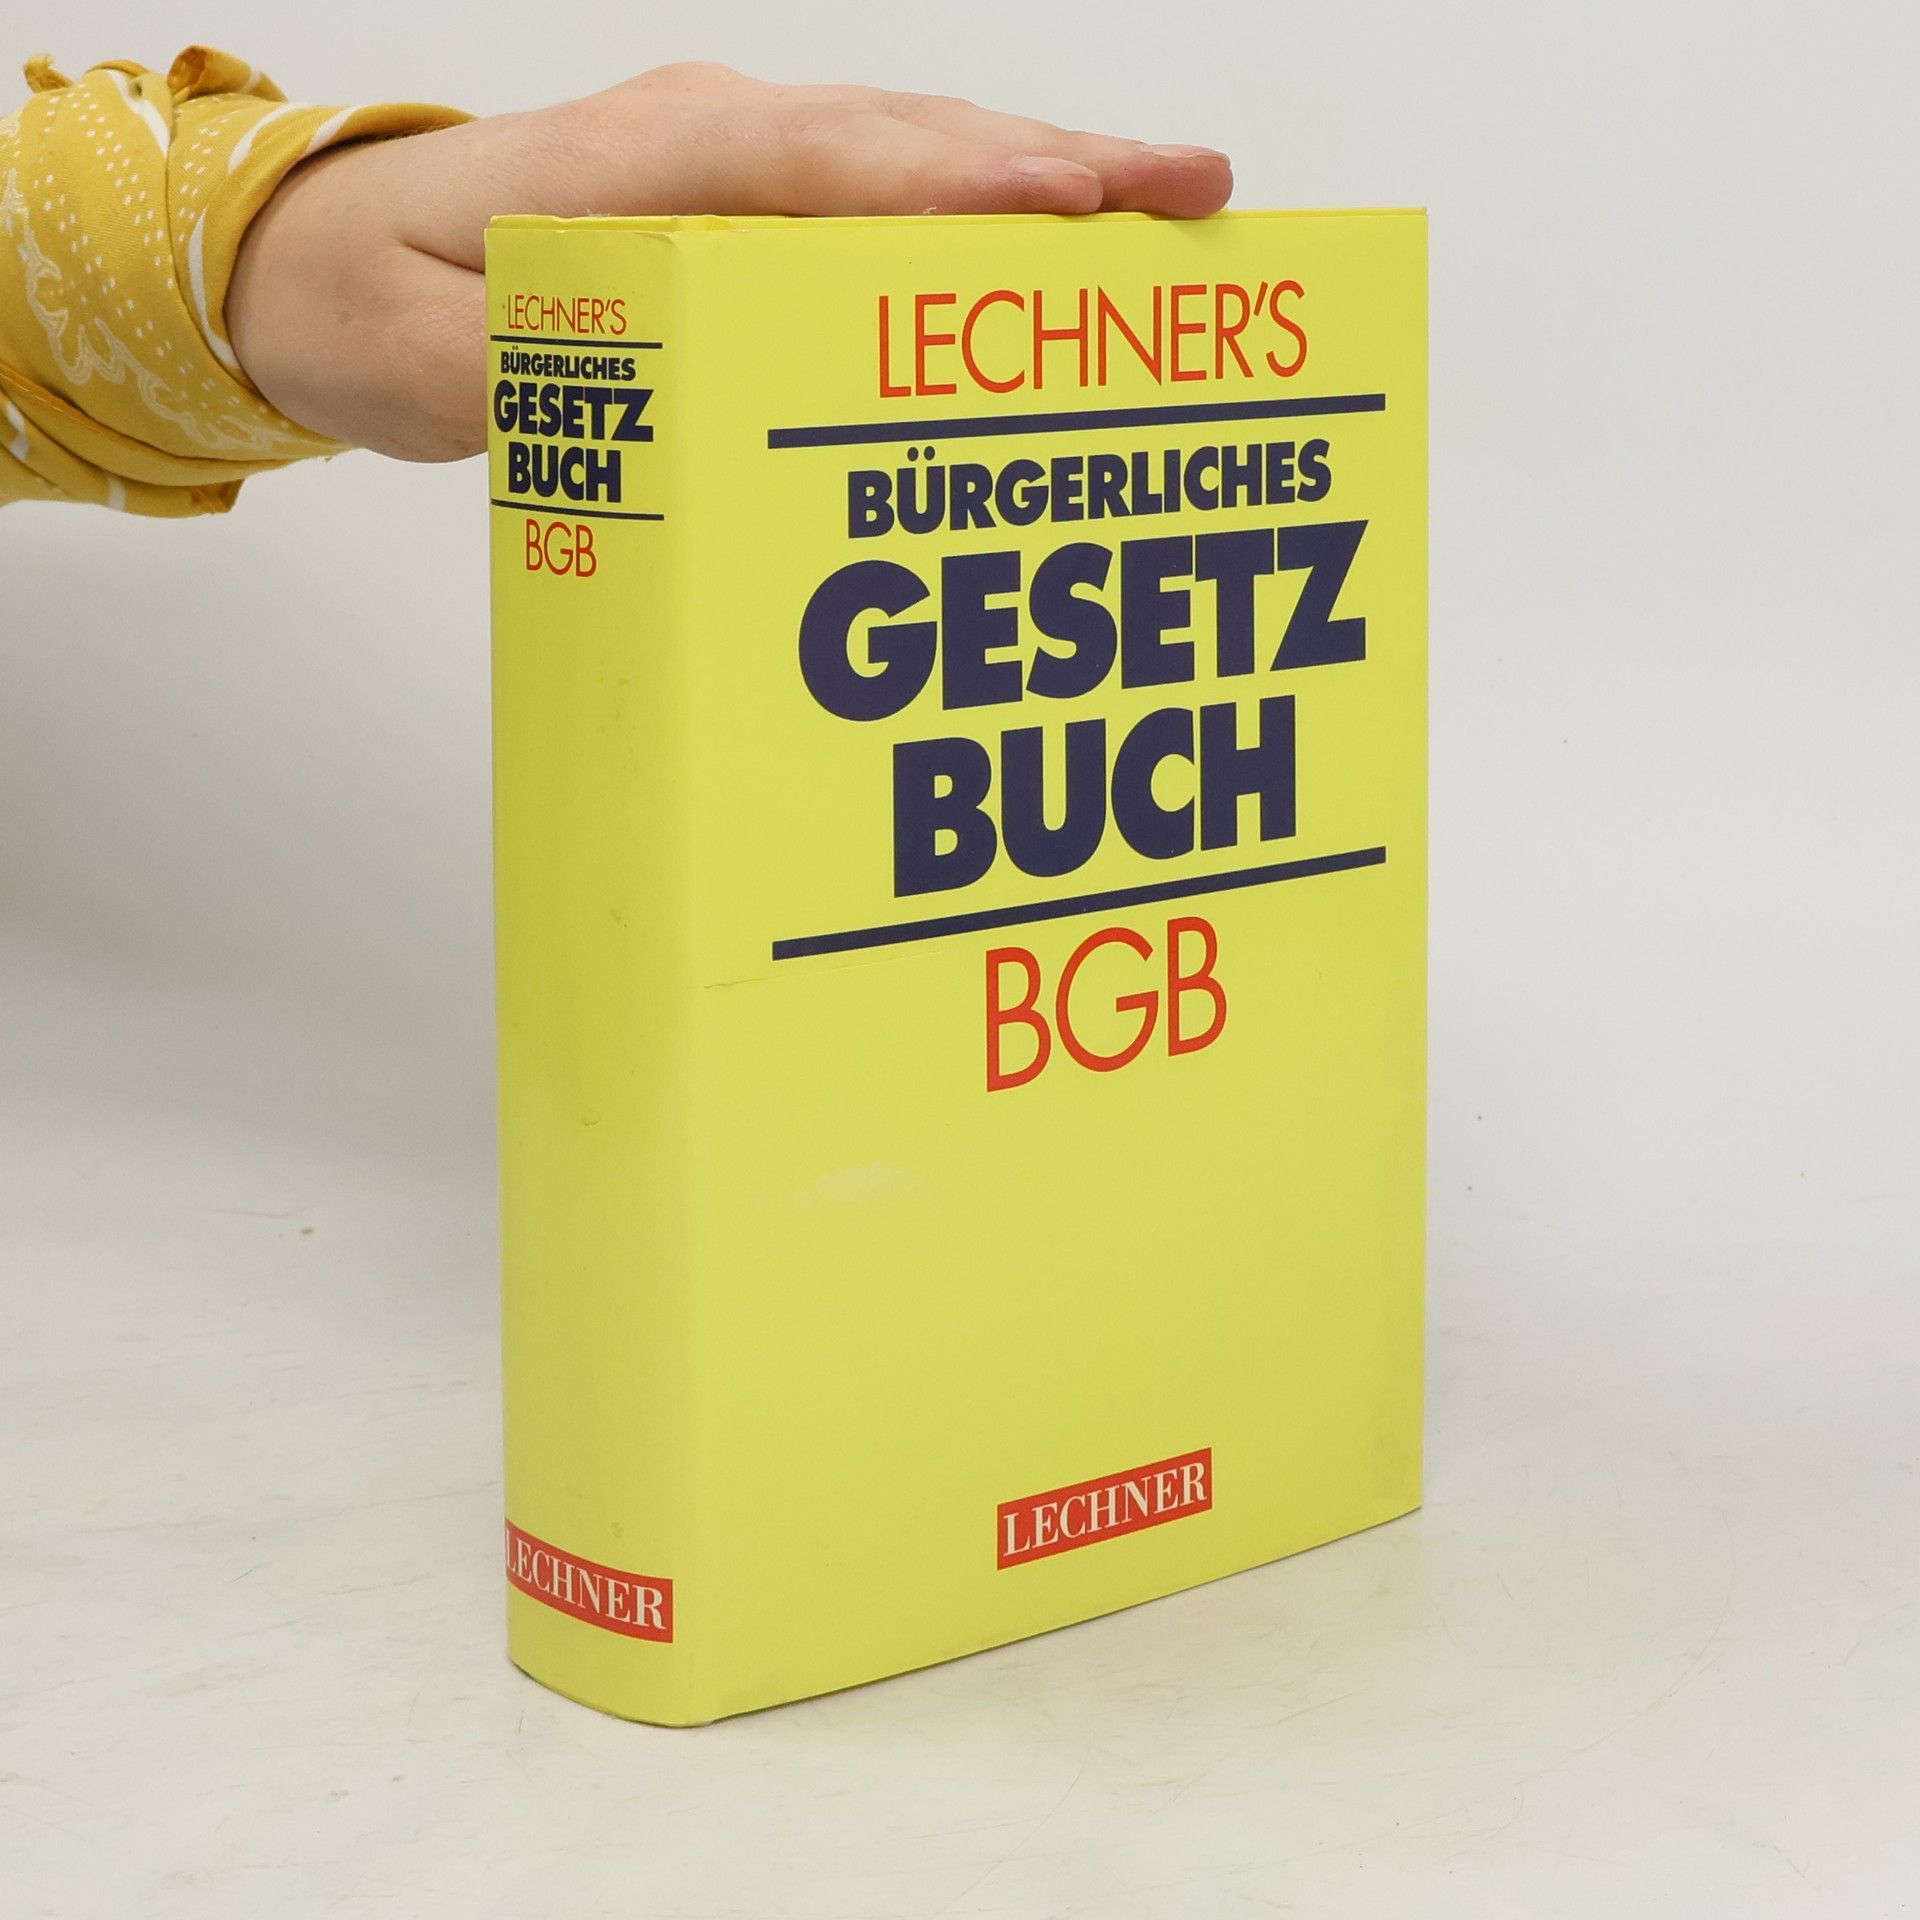 LECHNER'S
BÜRGERLICHES
GESETZ
BUCH
BGB
LECHNER
LECHNER'S
BÜRGERLICHES
GESETZ
BUCH
BGB
LECHNER